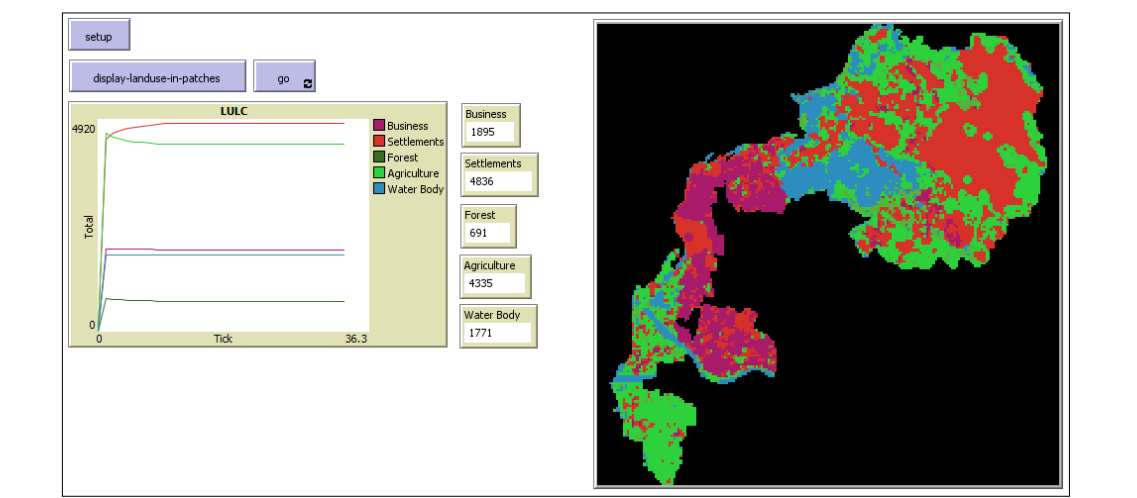 setup
display-landuse-in-patches
go
LULC
4920
Total
0
0
Tick
36.3
Business
Settlements
Forest
Agriculture
Water Body
Business
1895
Settlements
4836
Forest
691
Agriculture
4335
Water Body
1771